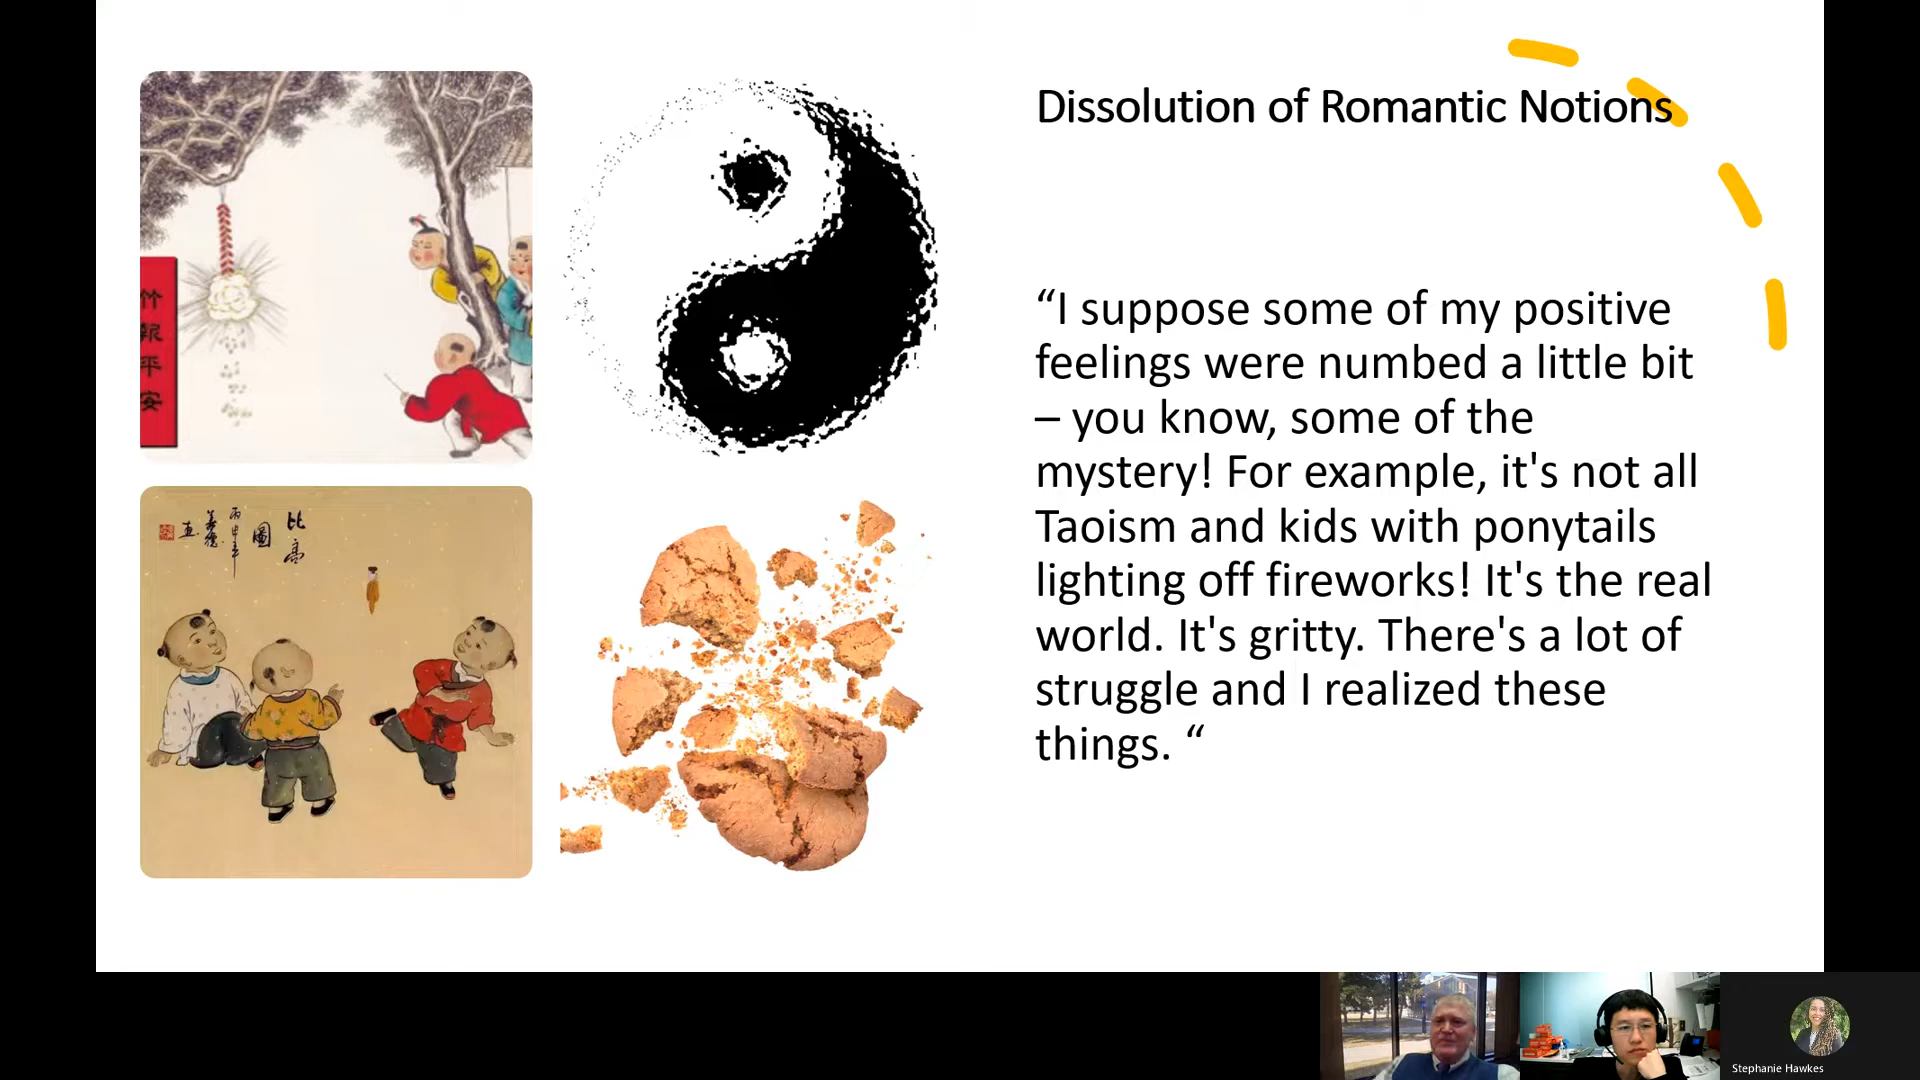 Dissolution of Romantic Notions
“I suppose some of my positive
feelings were numbed a little bit
– you know, some of the
mystery! For example, it's not all
Taoism and kids with ponytails
lighting off fireworks! It's the real
world. It's gritty. There's a lot of
struggle and I realized these
things. “
竹報平安
比高
圖
Stephanie Hawkes